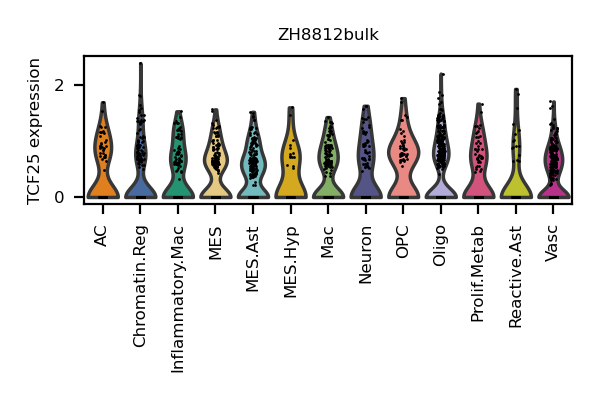 ZH8812bulk
TCF25 expression
2
0
AC
Chromatin.Reg
Inflammatory.Mac
MES
MES.Ast
MES.Hyp
Mac
Neuron
OPC
Oligo
Prolif.Metab
Reactive.Ast
Vasc